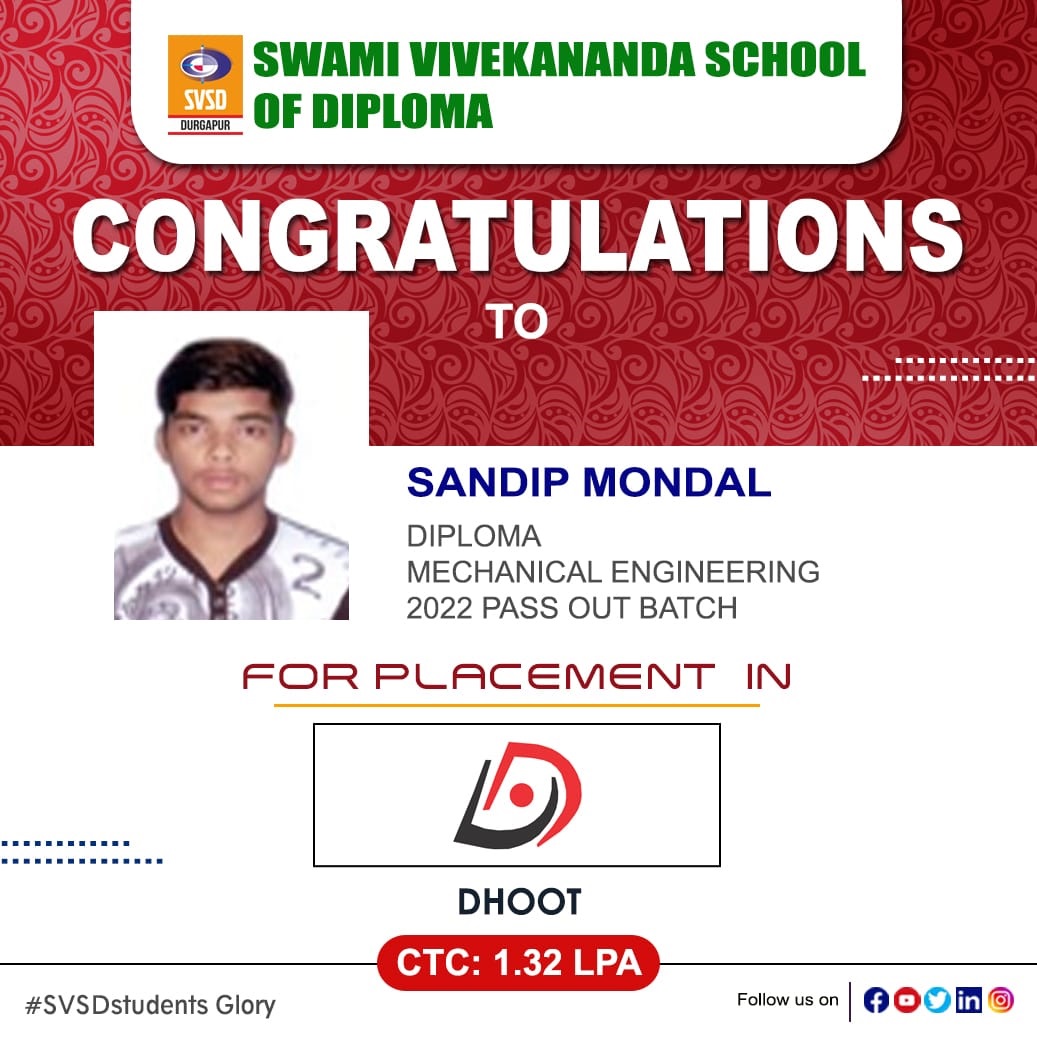 SVSD
DURGAPUR
SWAMI VIVEKANANDA SCHOOL
OF DIPLOMA
CONGRATULATIONS
TO
2
SANDIP MONDAL
DIPLOMA
MECHANICAL ENGINEERING
2022 PASS OUT BATCH
FOR PLACEMENT IN
DHOOT
CTC: 1.32 LPA
#SVSDstudents Glory
Follow us on